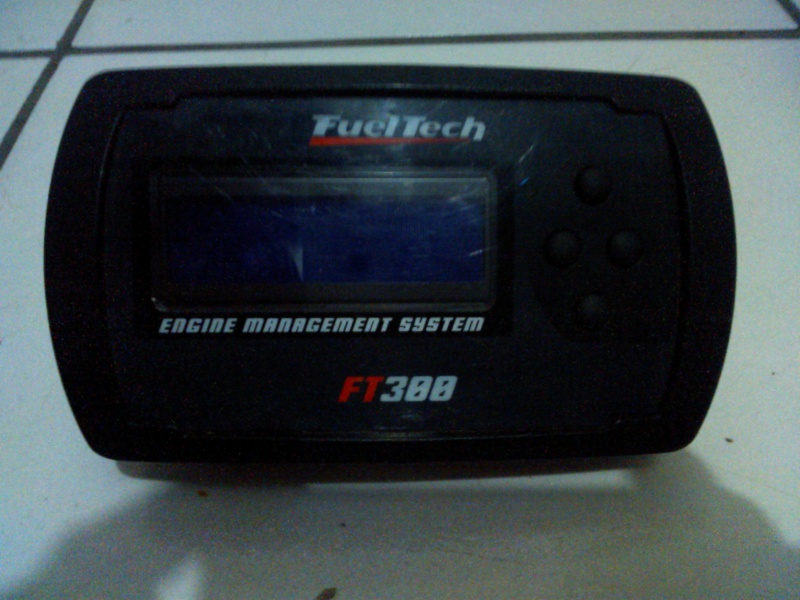 FuelTech
ENGINE MANAGEMENT SYSTEM
FT300